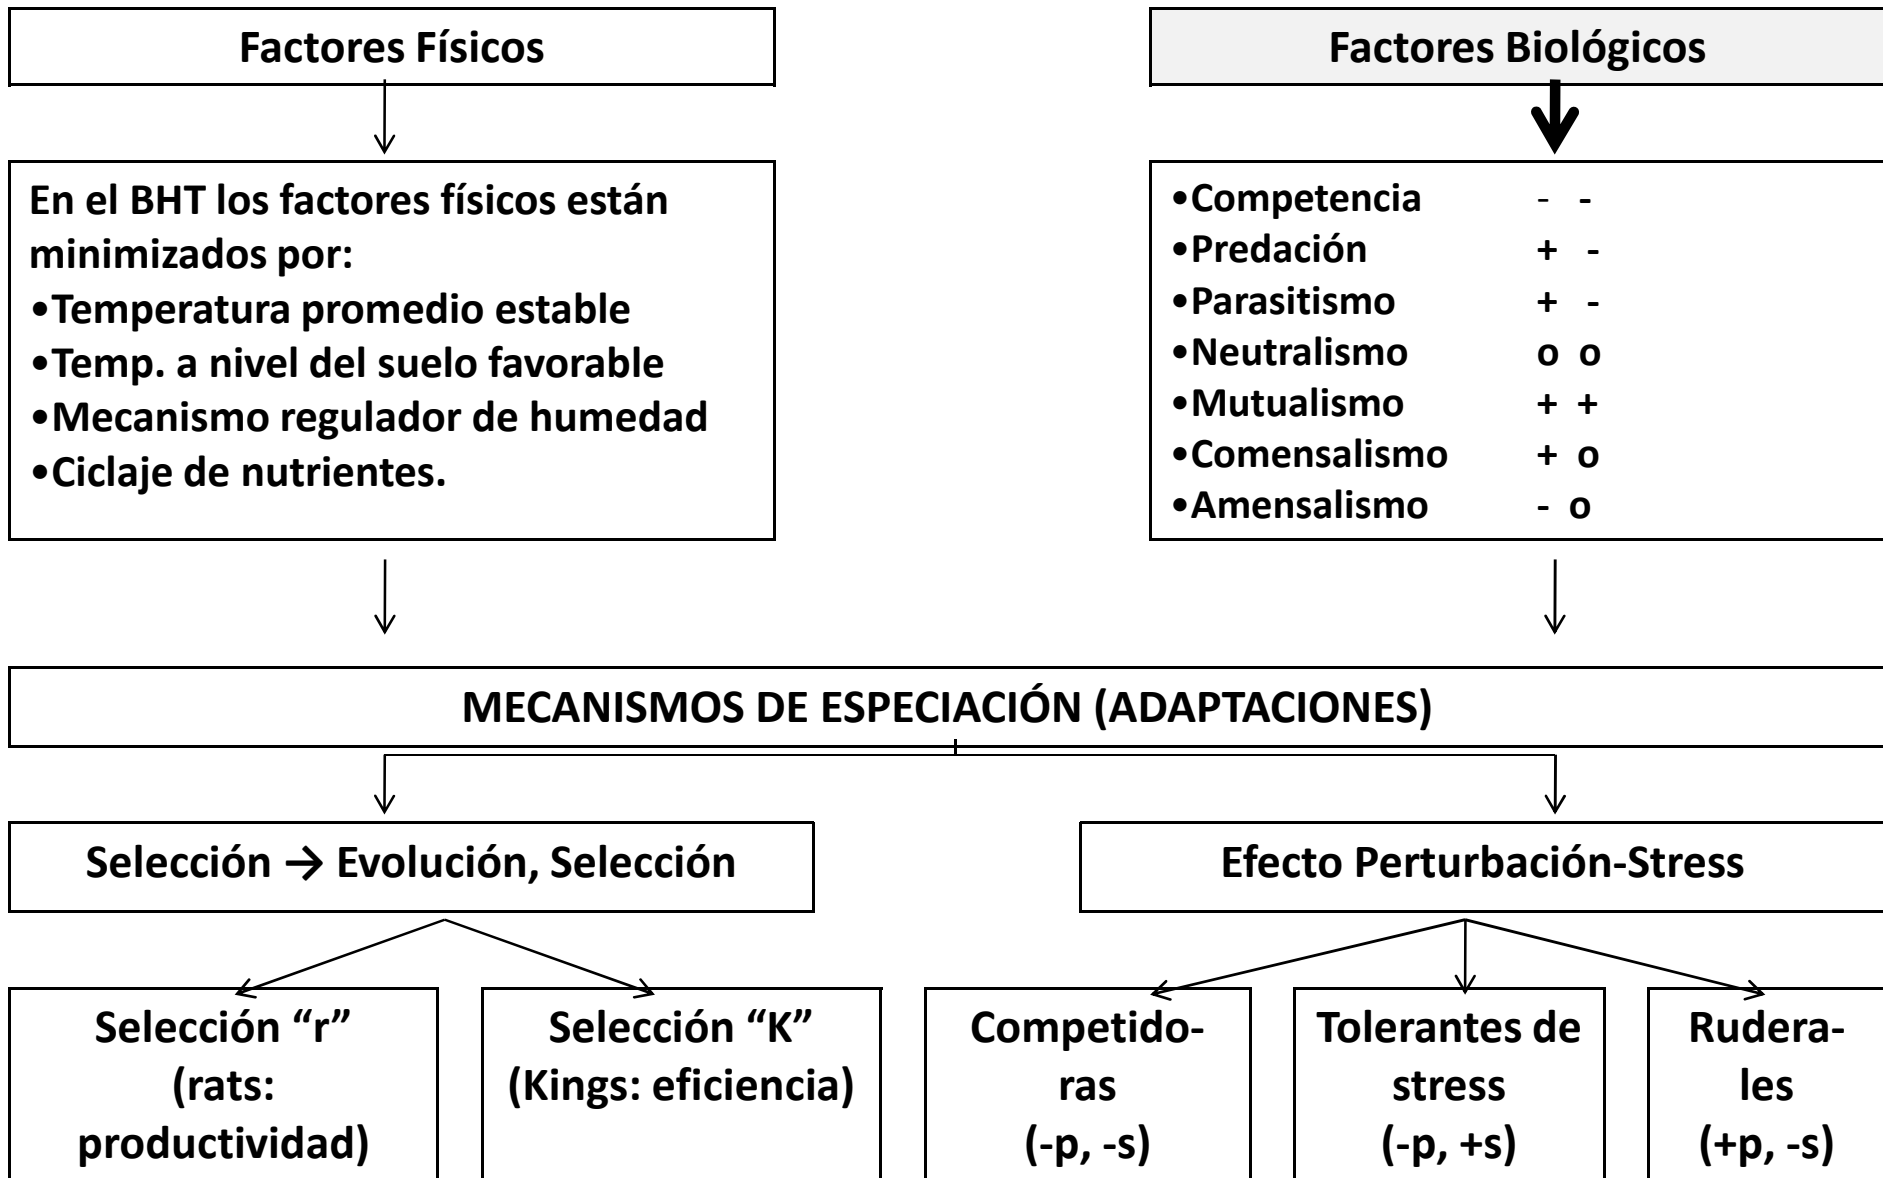 Factores Físicos
Factores Biológicos
En el BHT los factores físicos están
minimizados por:
•Temperatura promedio estable
•Temp. a nivel del suelo favorable
•Mecanismo regulador de humedad
•Ciclaje de nutrientes.
•Competencia - -
•Predación + -
•Parasitismo + -
•Neutralismo o o
•Mutualismo + +
•Comensalismo + o
•Amensalismo - o
MECANISMOS DE ESPECIACIÓN (ADAPTACIONES)
Selección → Evolución, Selección
Efecto Perturbación-Stress
Selección “r”
(rats:
productividad)
Selección “K”
(Kings: eficiencia)
Competido-
ras
(-p, -s)
Tolerantes de
stress
(-p, +s)
Rudera-
les
(+p, -s)